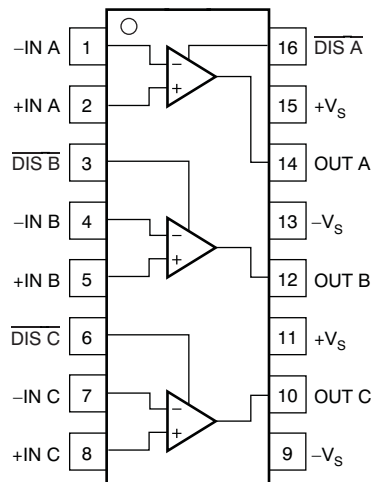 −IN A 1 16 DIS A
+IN A 2 15 +VS
DIS B 3 14 OUT A
−IN B 4 13 −VS
+IN B 5 12 OUT B
DIS C 6 11 +VS
−IN C 7 10 OUT C
+IN C 8 9 −VS
−
+
−
+
−
+